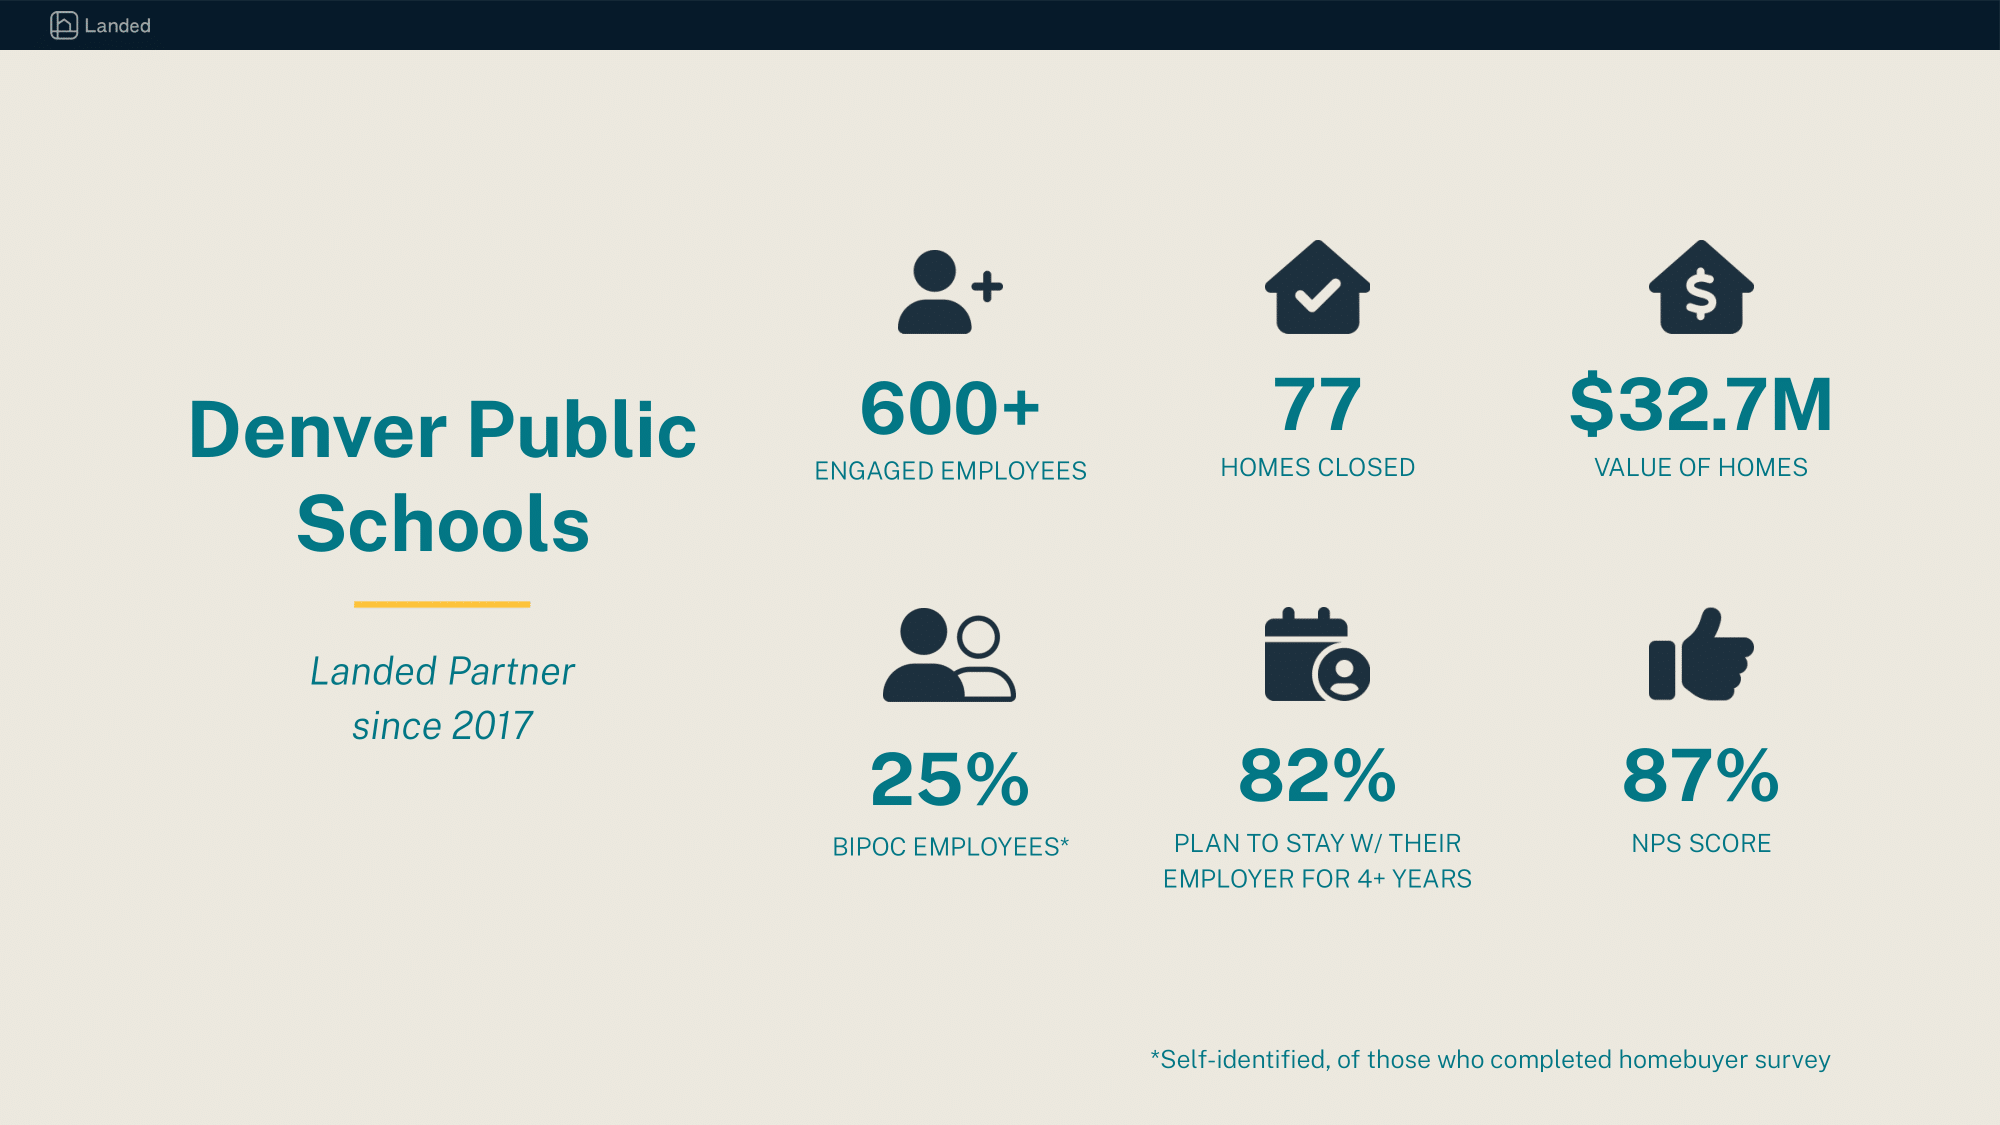 Landed
Denver Public
Schools
Landed Partner
since 2017
600+
ENGAGED EMPLOYEES
77
HOMES CLOSED
$32.7M
VALUE OF HOMES
25%
BIPOC EMPLOYEES*
82%
PLAN TO STAY W/ THEIR
EMPLOYER FOR 4+ YEARS
87%
NPS SCORE
*Self-identified, of those who completed homebuyer survey